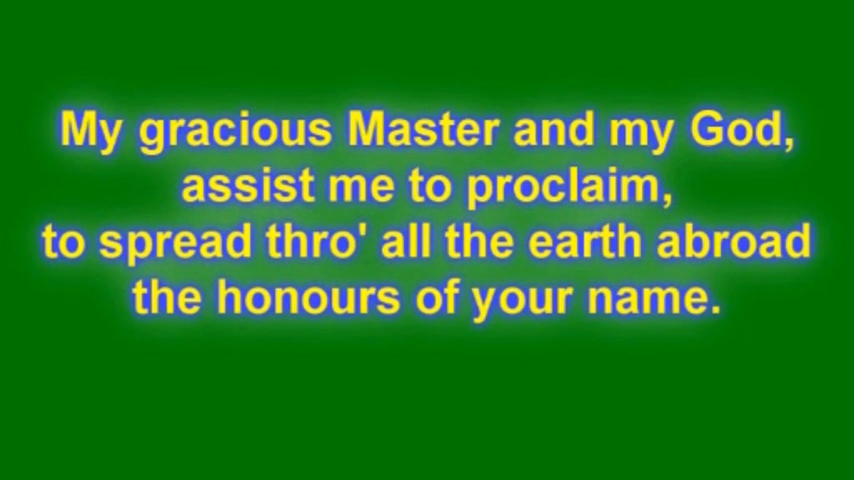 My gracious Master and my God,
assist me to proclaim,
to spread thro' all the earth abroad
the honours of your name.